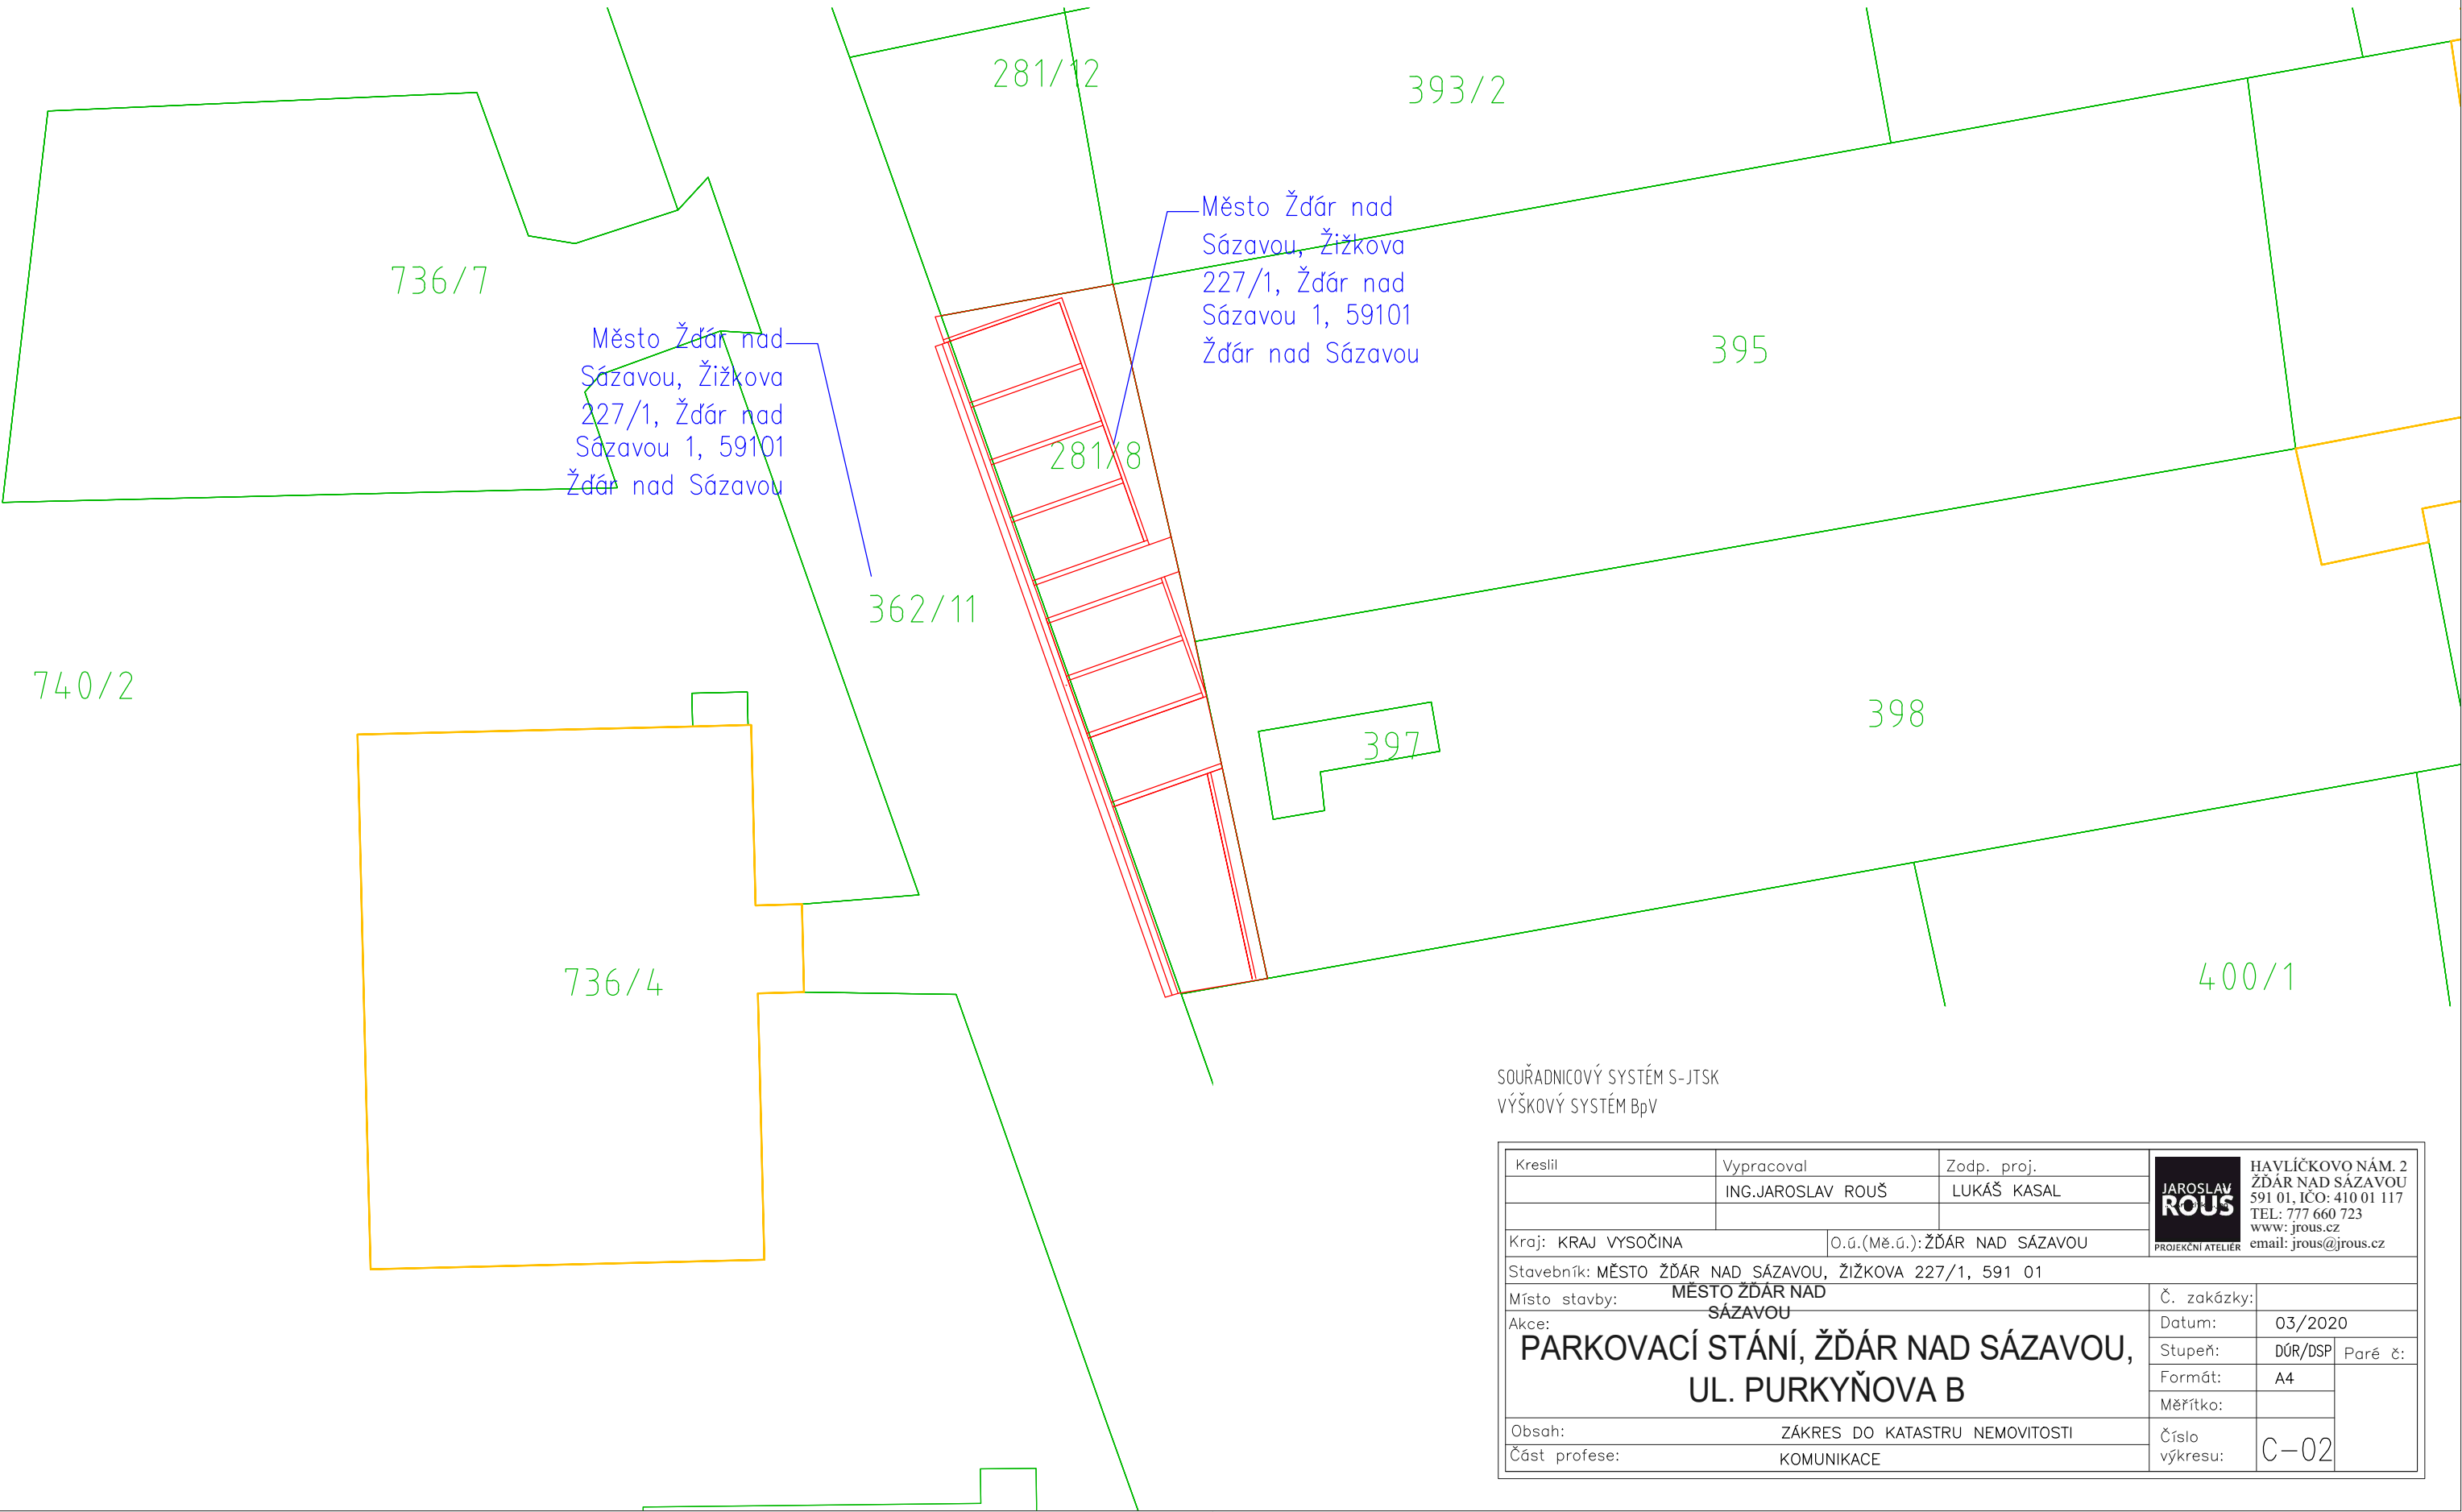 281/12
393/2
Město Žďár nad
Sázavou, Žižkova
227/1, Žďár nad
Sázavou 1, 59101
Žďár nad Sázavou
736/7
Město Žďár nad
Sázavou, Žižkova
227/1, Žďár nad
Sázavou 1, 59101
Žďár nad Sázavou
395
281/8
362/11
740/2
397
398
736/4
400/1
SOUŘADNICOVÝ SYSTÉM S-JTSK
VÝŠKOVÝ SYSTÉM BpV
Kreslil Vypracoval Zodp. proj.
ING.JAROSLAV ROUŠ LUKÁŠ KASAL
JAROSLAV
ROUŠ
PROJEKČNÍ ATELIÉR
HAVLÍČKOVO NÁM. 2
ŽĎÁR NAD SÁZAVOU
591 01, IČO: 410 01 117
TEL: 777 660 723
www: jrous.cz
email: jrous@jrous.cz
Kraj: KRAJ VYSOČINA O.ú.(Mě.ú.): ŽĎÁR NAD SÁZAVOU
Stavebník: MĚSTO ŽĎÁR NAD SÁZAVOU, ŽIŽKOVA 227/1, 591 01
Místo stavby: MĚSTO ŽĎÁR NAD
SÁZAVOU
Akce:
PARKOVACÍ STÁNÍ, ŽĎÁR NAD SÁZAVOU,
UL. PURKYŇOVA B
Č. zakázky:
Datum: 03/2020
Stupeň: DÚR/DSP Paré č:
Formát: A4
Měřítko:
Obsah: ZÁKRES DO KATASTRU NEMOVITOSTI
Část profese: KOMUNIKACE
Číslo
výkresu: C-02